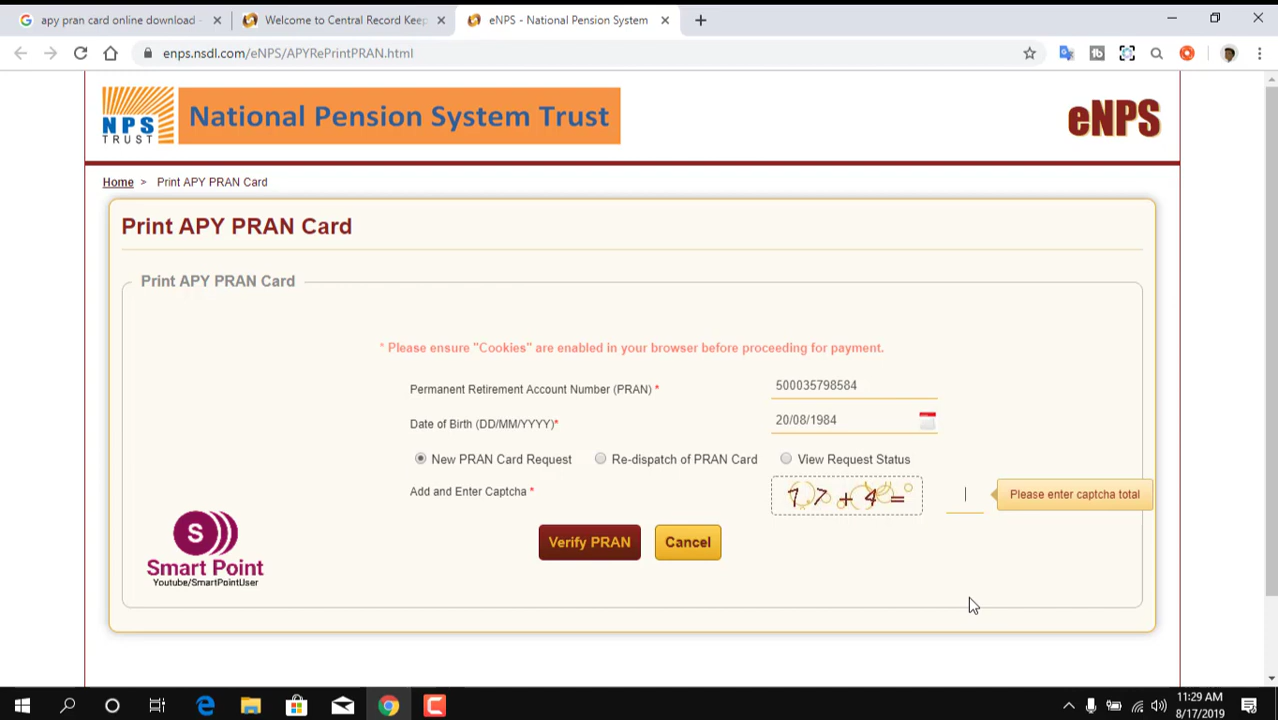 apy pran card online download -
Welcome to Central Record Keep
eNPS - National Pension System
enps.nsdl.com/eNPS/APYRePrintPRAN.html
NPS
TRUST
National Pension System Trust
eNPS
Home > Print APY PRAN Card
Print APY PRAN Card
Print APY PRAN Card
* Please ensure "Cookies" are enabled in your browser before proceeding for payment.
Permanent Retirement Account Number (PRAN) * 500035798584
Date of Birth (DD/MM/YYYY)* 20/08/1984
New PRAN Card Request Re-dispatch of PRAN Card View Request Status
Add and Enter Captcha * + 4 = Please enter captcha total
Verify PRAN Cancel
S
Smart Point
Youtube/SmartPointUser
11:29 AM
8/17/2019